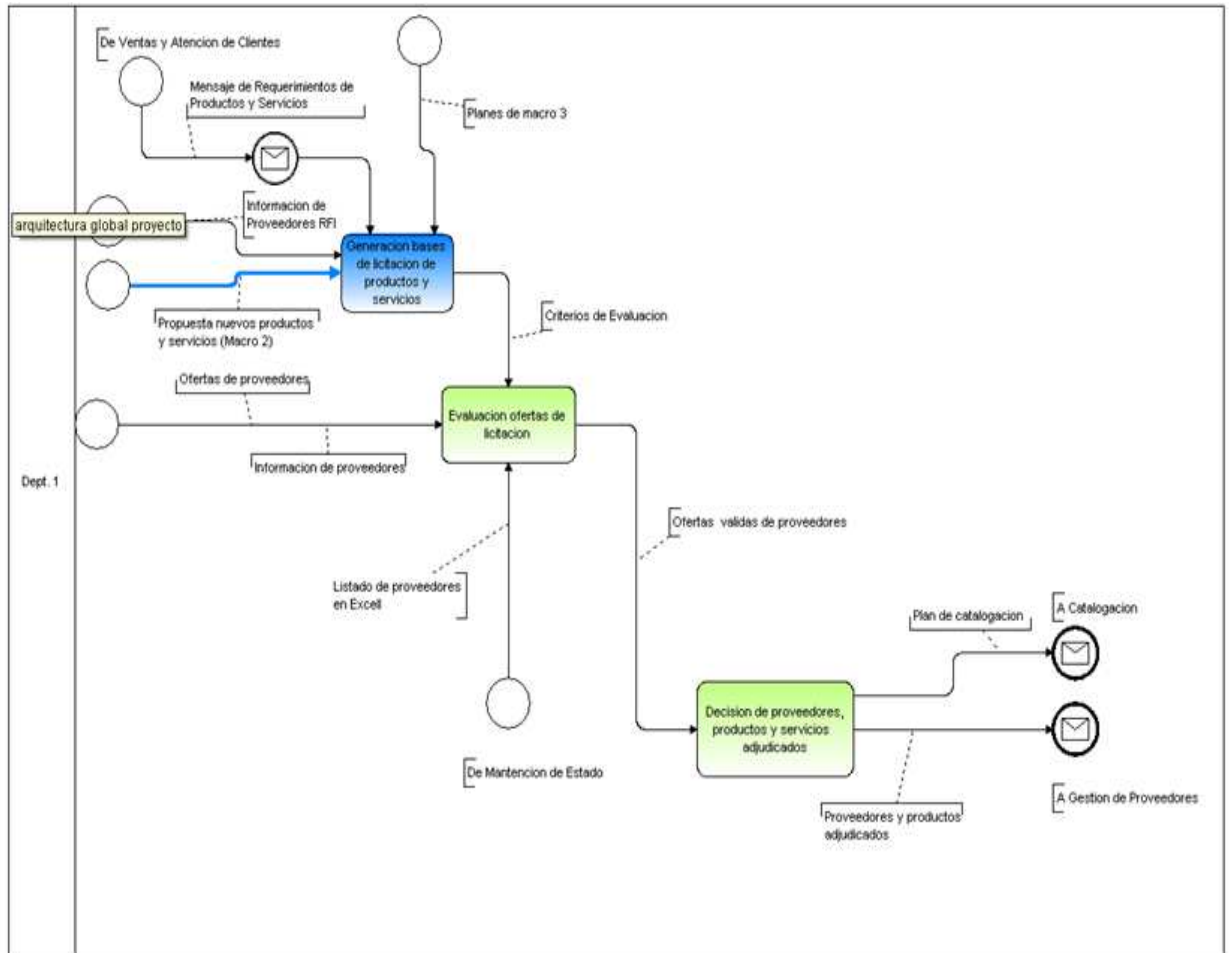 De Ventas y Atencion de Clientes
Mensaje de Requerimientos de
Productos y Servicios
Planes de macro 3
Informacion de
Proveedores RFI
arquitectura global proyecto
Generacion bases
de licitacion de
productos y
servicios
Propuesta nuevos productos
y servicios (Macro 2)
Criterios de Evaluacion
Ofertas de proveedores
Evaluacion ofertas de
licitacion
Informacion de proveedores
Dept. 1
Ofertas validas de proveedores
Listado de proveedores
en Excell
Plan de catalogacion
A Catalogacion
Decision de proveedores,
productos y servicios
adjudicados
De Mantencion de Estado
A Gestion de Proveedores
Proveedores y productos
adjudicados